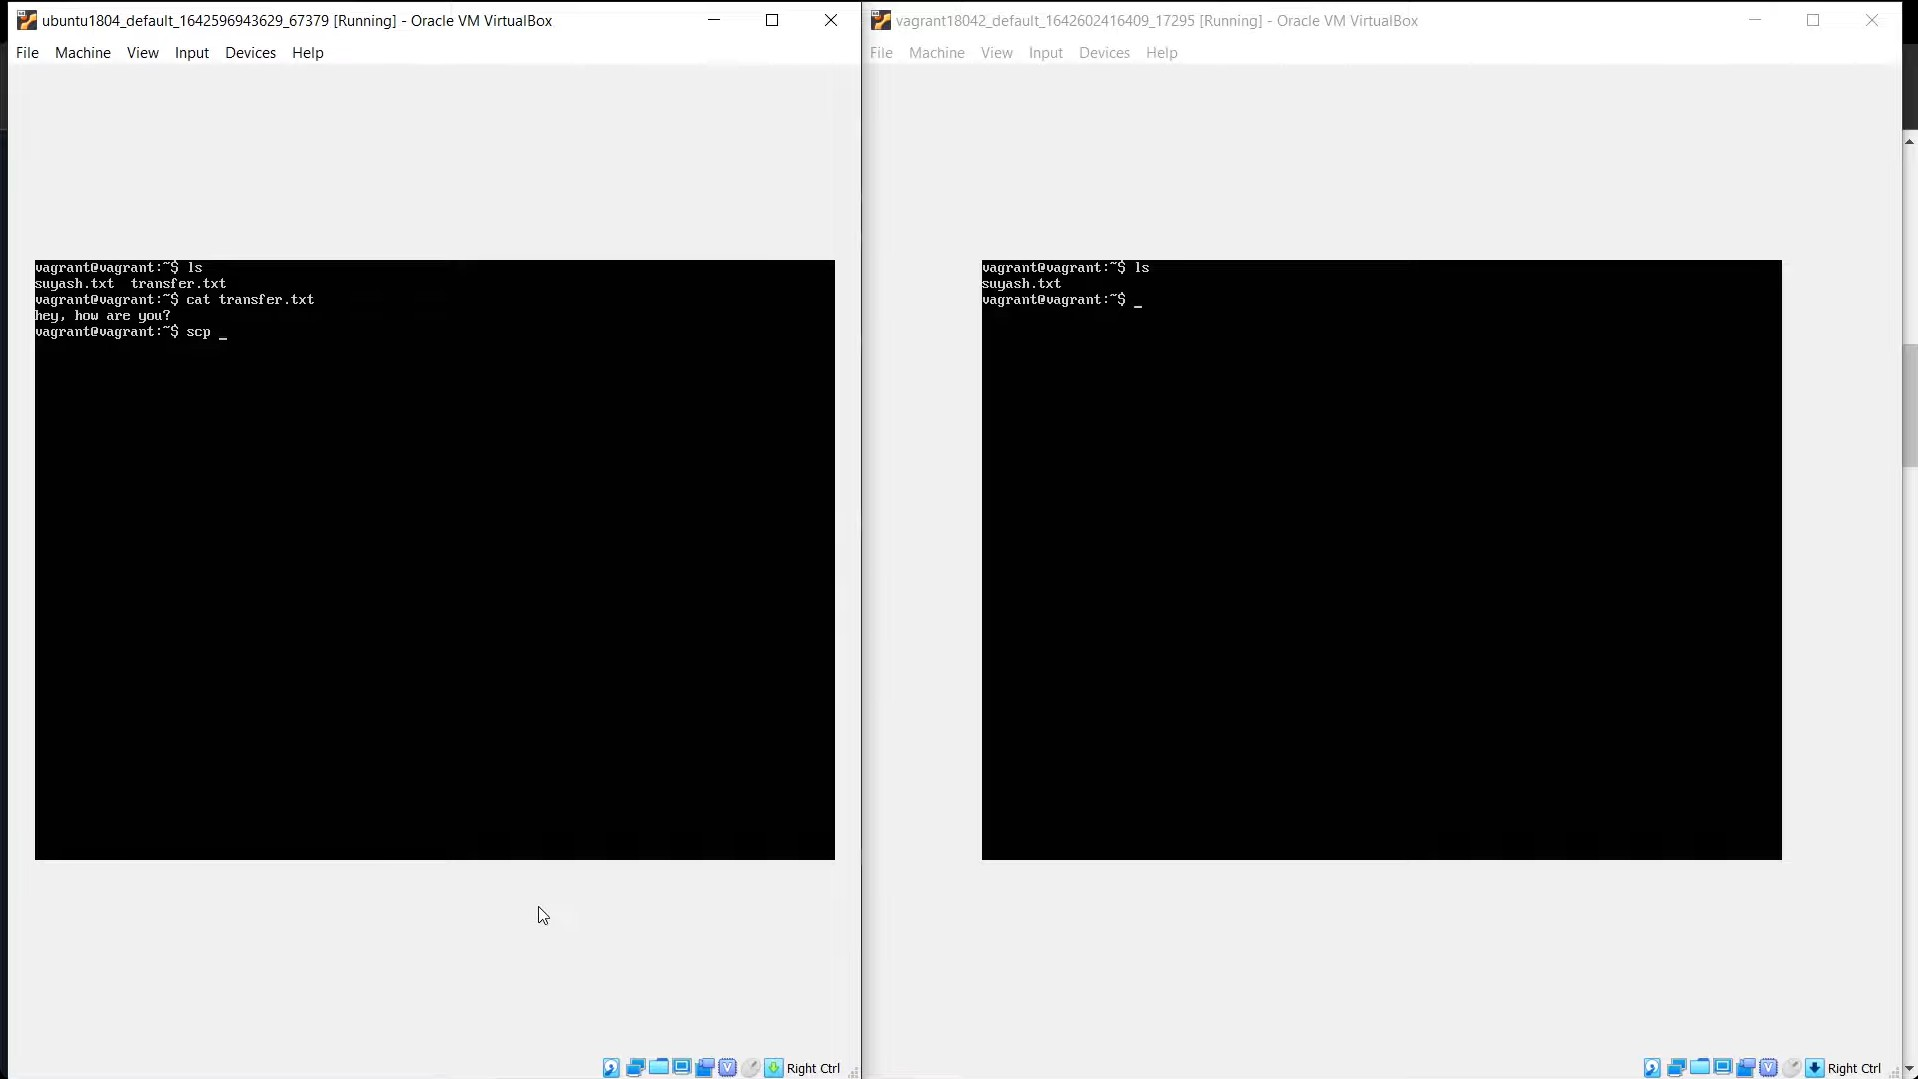 ubuntu1804_default_1642596943629_67379 [Running] - Oracle VM VirtualBox
File Machine View Input Devices Help
vagrant@vagrant:~$ ls
suyash.txt  transfer.txt
vagrant@vagrant:~$ cat transfer.txt
hey, how are you?
vagrant@vagrant:~$ scp _
Right Ctrl
vagrant18042_default_1642602416409_17295 [Running] - Oracle VM VirtualBox
File Machine View Input Devices Help
vagrant@vagrant:~$ ls
suyash.txt
vagrant@vagrant:~$ _
Right Ctrl